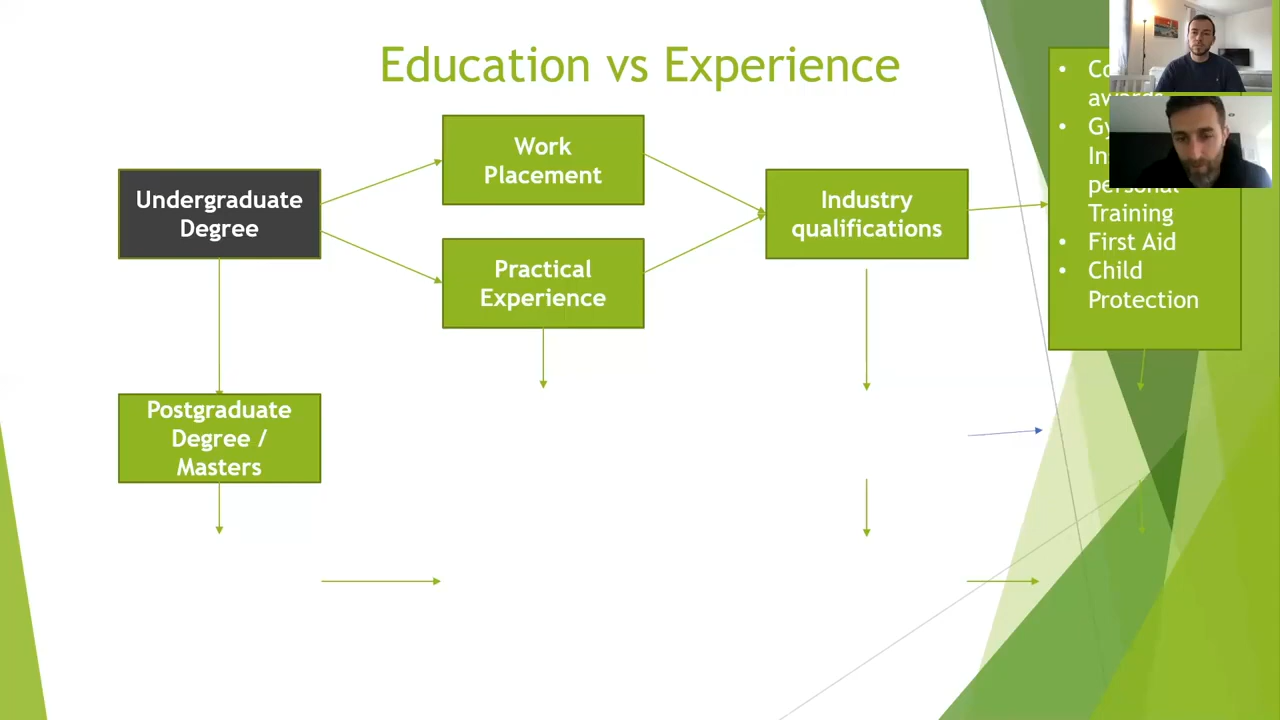 Education vs Experience
Undergraduate
Degree
Work
Placement
Practical
Experience
Industry
qualifications
• 
• 
personal
Training
• First Aid
• Child
Protection
Postgraduate
Degree /
Masters